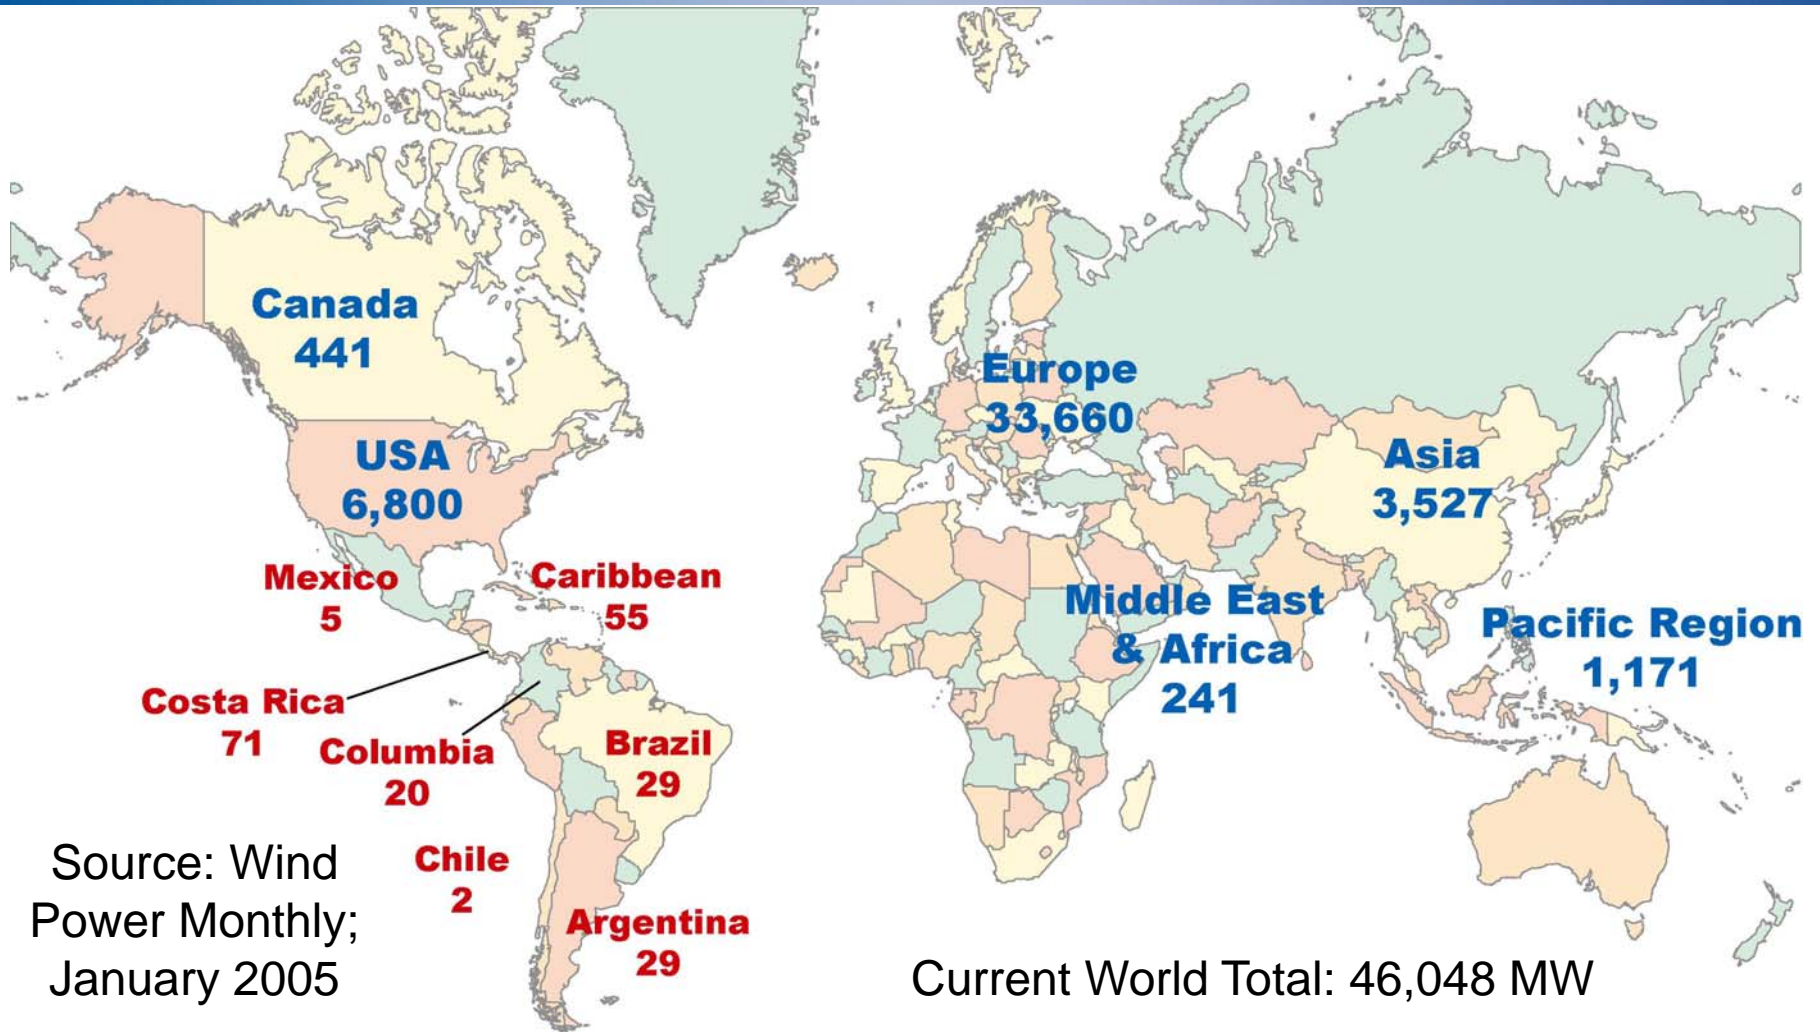 Canada
441
USA
6,800
Mexico
5
Caribbean
55
Costa Rica
71
Columbia
20
Brazil
29
Chile
2
Argentina
29
Europe
33,660
Asia
3,527
Middle East
& Africa
241
Pacific Region
1,171
Source: Wind
Power Monthly;
January 2005
Current World Total: 46,048 MW